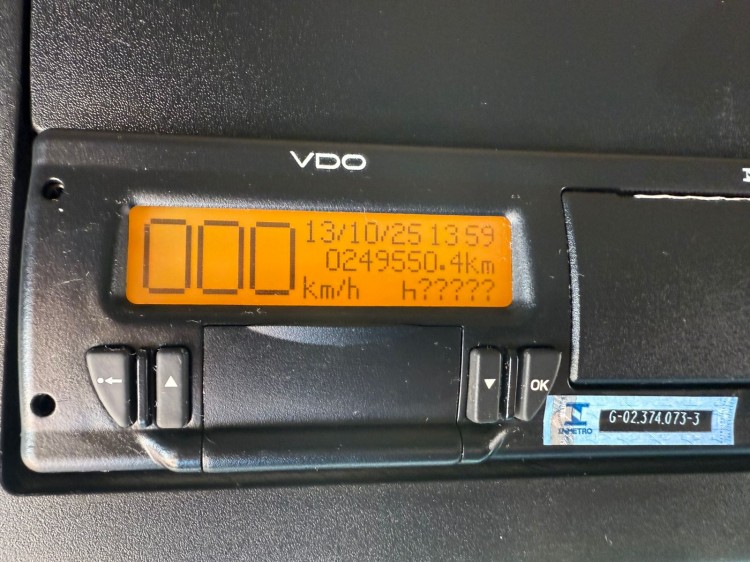 VDO
000
13/10/25 13 59
0249550.4km
km/h h?????
OK
INMETRO
G-02.374.073-3